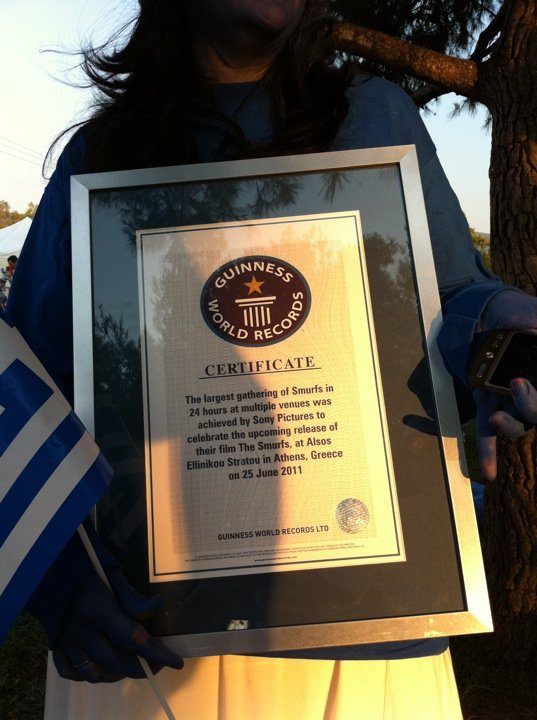 GUINNESS
WORLD RECORDS
CERTIFICATE
The largest gathering of Smurfs in
24 hours at multiple venues was
achieved by Sony Pictures to
celebrate the upcoming release of
their film The Smurfs, at Alsos
Ellinikou Stratou in Athens, Greece
on 25 June 2011
GUINNESS WORLD RECORDS LTD